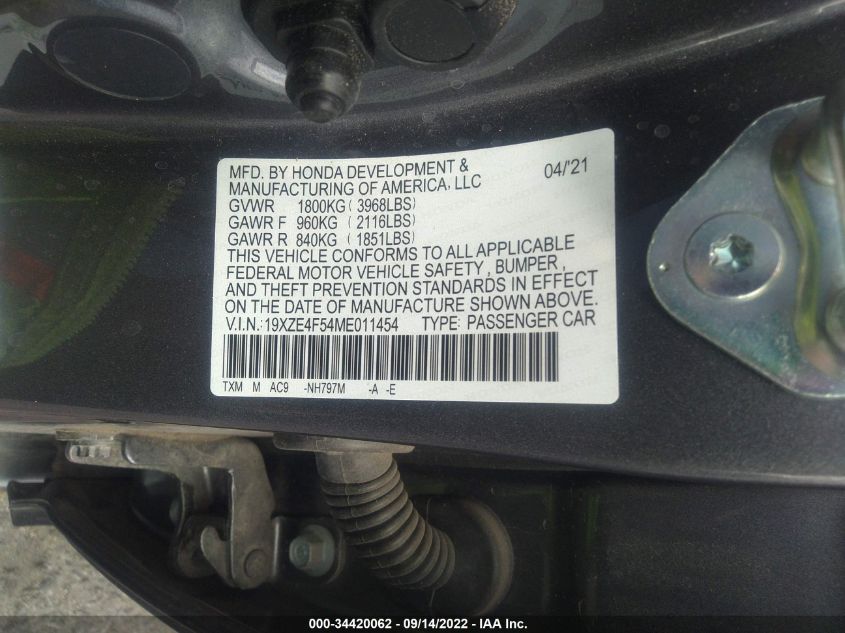 MFD. BY HONDA DEVELOPMENT & 04/'21
MANUFACTURING OF AMERICA, LLC
GVWR 1800KG ( 3968LBS)
GAWR F 960KG ( 2116LBS)
GAWR R 840KG ( 1851LBS)
THIS VEHICLE CONFORMS TO ALL APPLICABLE
FEDERAL MOTOR VEHICLE SAFETY , BUMPER ,
AND THEFT PREVENTION STANDARDS IN EFFECT
ON THE DATE OF MANUFACTURE SHOWN ABOVE.
V.I.N.: 19XZE4F54ME011454 TYPE: PASSENGER CAR
TXM M AC9 -NH797M -A -E
000-34420062 - 09/14/2022 - IAA Inc.